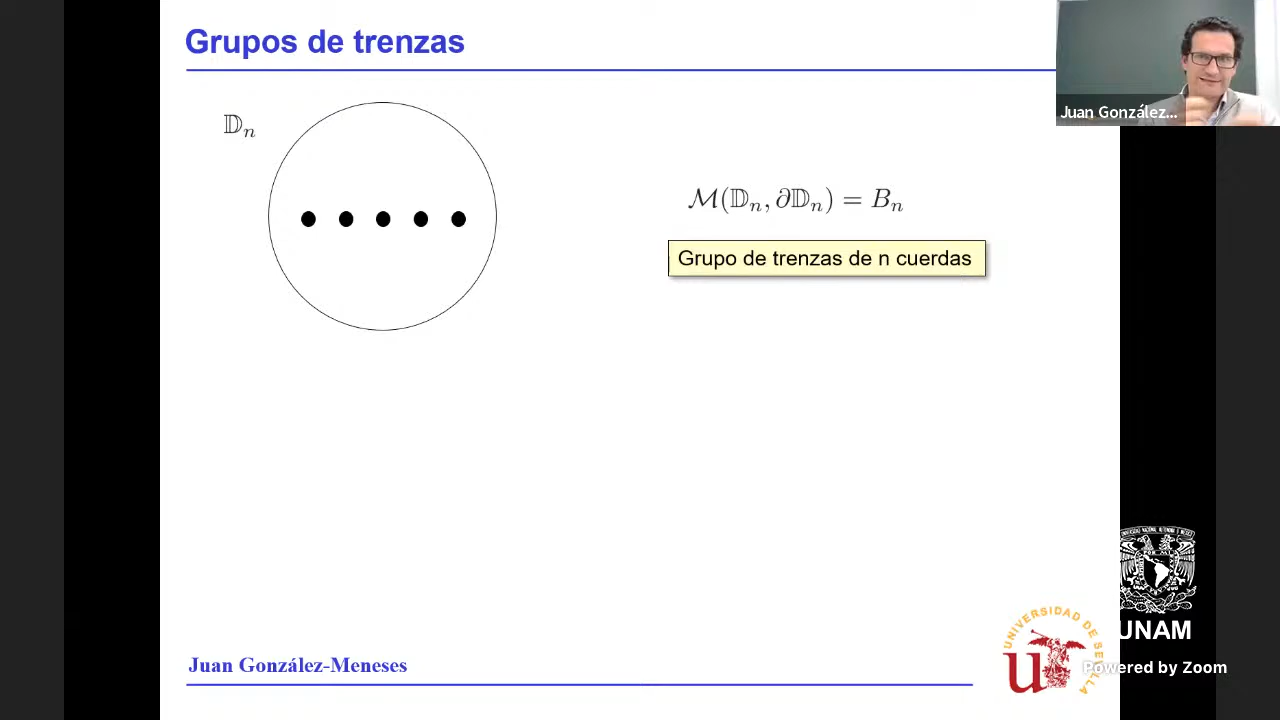 Grupos de trenzas
Juan González...
𝔻ₙ
ℳ(𝔻ₙ, ∂𝔻ₙ) = Bₙ
Grupo de trenzas de n cuerdas
UNIVERSIDAD DE SEVILLA
UNAM
Juan González-Meneses
Powered by Zoom